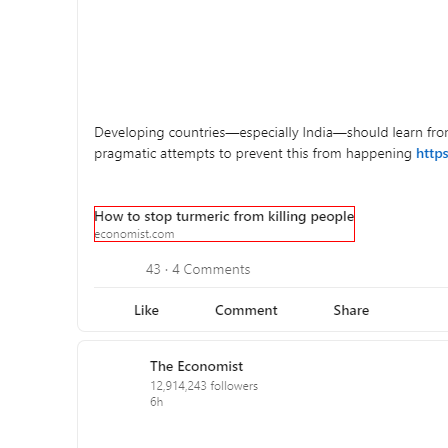 Developing countries—especially India—should learn from
pragmatic attempts to prevent this from happening https
How to stop turmeric from killing people
economist.com
43 · 4 Comments
Like Comment Share
The Economist
12,914,243 followers
6h